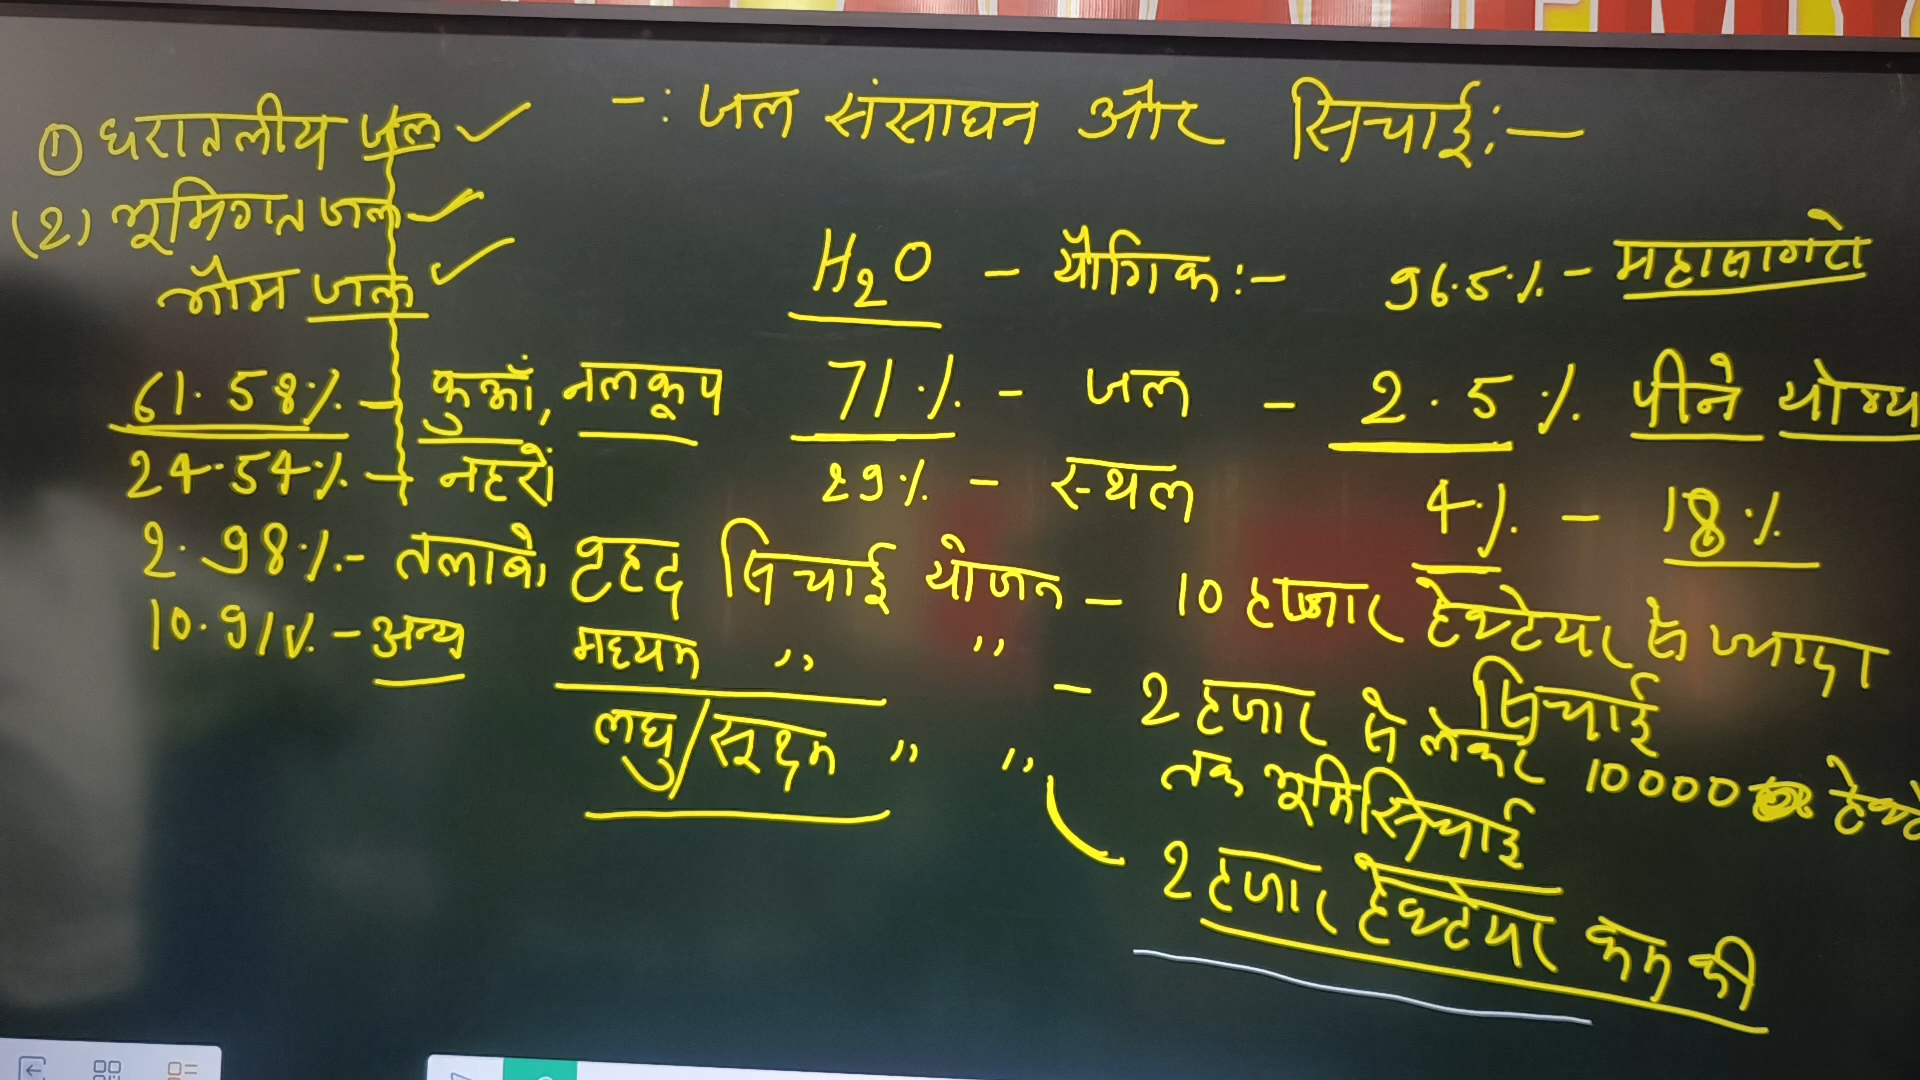 -: जल संसाधन और सिचाई:-
① धरातलीय जल ✓
(2) भूमिगत जल ✓
भौम जल ✓
61.58% - कुआँ, नलकूप
24.54% - नहरों
2.98% - तलाबो
10.91% - अन्य
H₂O - यौगिक:- 96.5% - महासागरो
71% - जल - 2.5% पीने योग्य
29% - स्थल 4% - 18%
वृहद सिचाई योजन - 10 हजार हेक्टेयर से ज्यादा
सिचाई
मध्यम " " - 2 हजार से लेकर 10000 हेक्टे
तक भूमि सिचाई
लघु/सूक्ष्म " "
2 हजार हेक्टेयर कम की